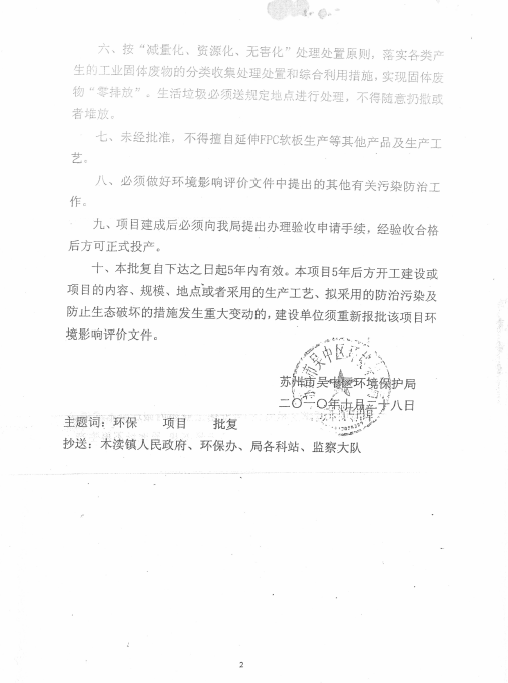 六、按“减量化、资源化、无害化”处理处置原则，落实各类产
生的工业固体废物的分类收集处理处置和综合利用措施，实现固体废
物“零排放”。生活垃圾必须送规定地点进行处理，不得随意扔撒或
者堆放。
七、未经批准，不得擅自延伸FPC软板生产等其他产品及生产工
艺。
八、必须做好环境影响评价文件中提出的其他有关污染防治工
作。
九、项目建成后必须向我局提出办理验收申请手续，经验收合格
后方可正式投产。
十、本批复自下达之日起5年内有效。本项目5年后方开工建设或
项目的内容、规模、地点或者采用的生产工艺、拟采用的防治污染及
防止生态破坏的措施发生重大变动的，建设单位须重新报批该项目环
境影响评价文件。
苏州市吴中区环境保护局
二〇一〇年 月二十八日
主题词：环保 项目 批复
抄送：木渎镇人民政府、环保办、局各科站、监察大队
2